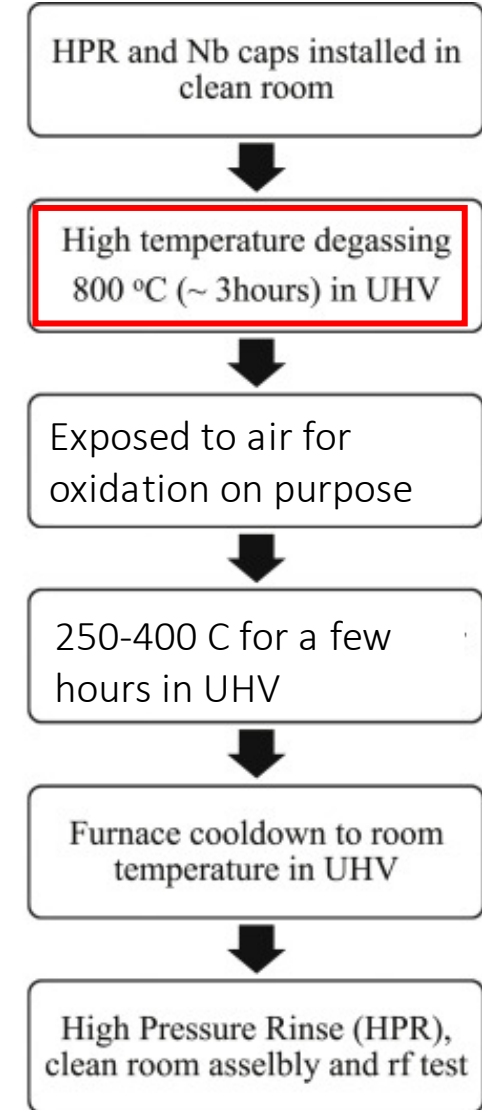 HPR and Nb caps installed in
clean room
High temperature degassing
800 ºC (~ 3hours) in UHV
Exposed to air for
oxidation on purpose
250-400 C for a few
hours in UHV
Furnace cooldown to room
temperature in UHV
High Pressure Rinse (HPR),
clean room asselbly and rf test